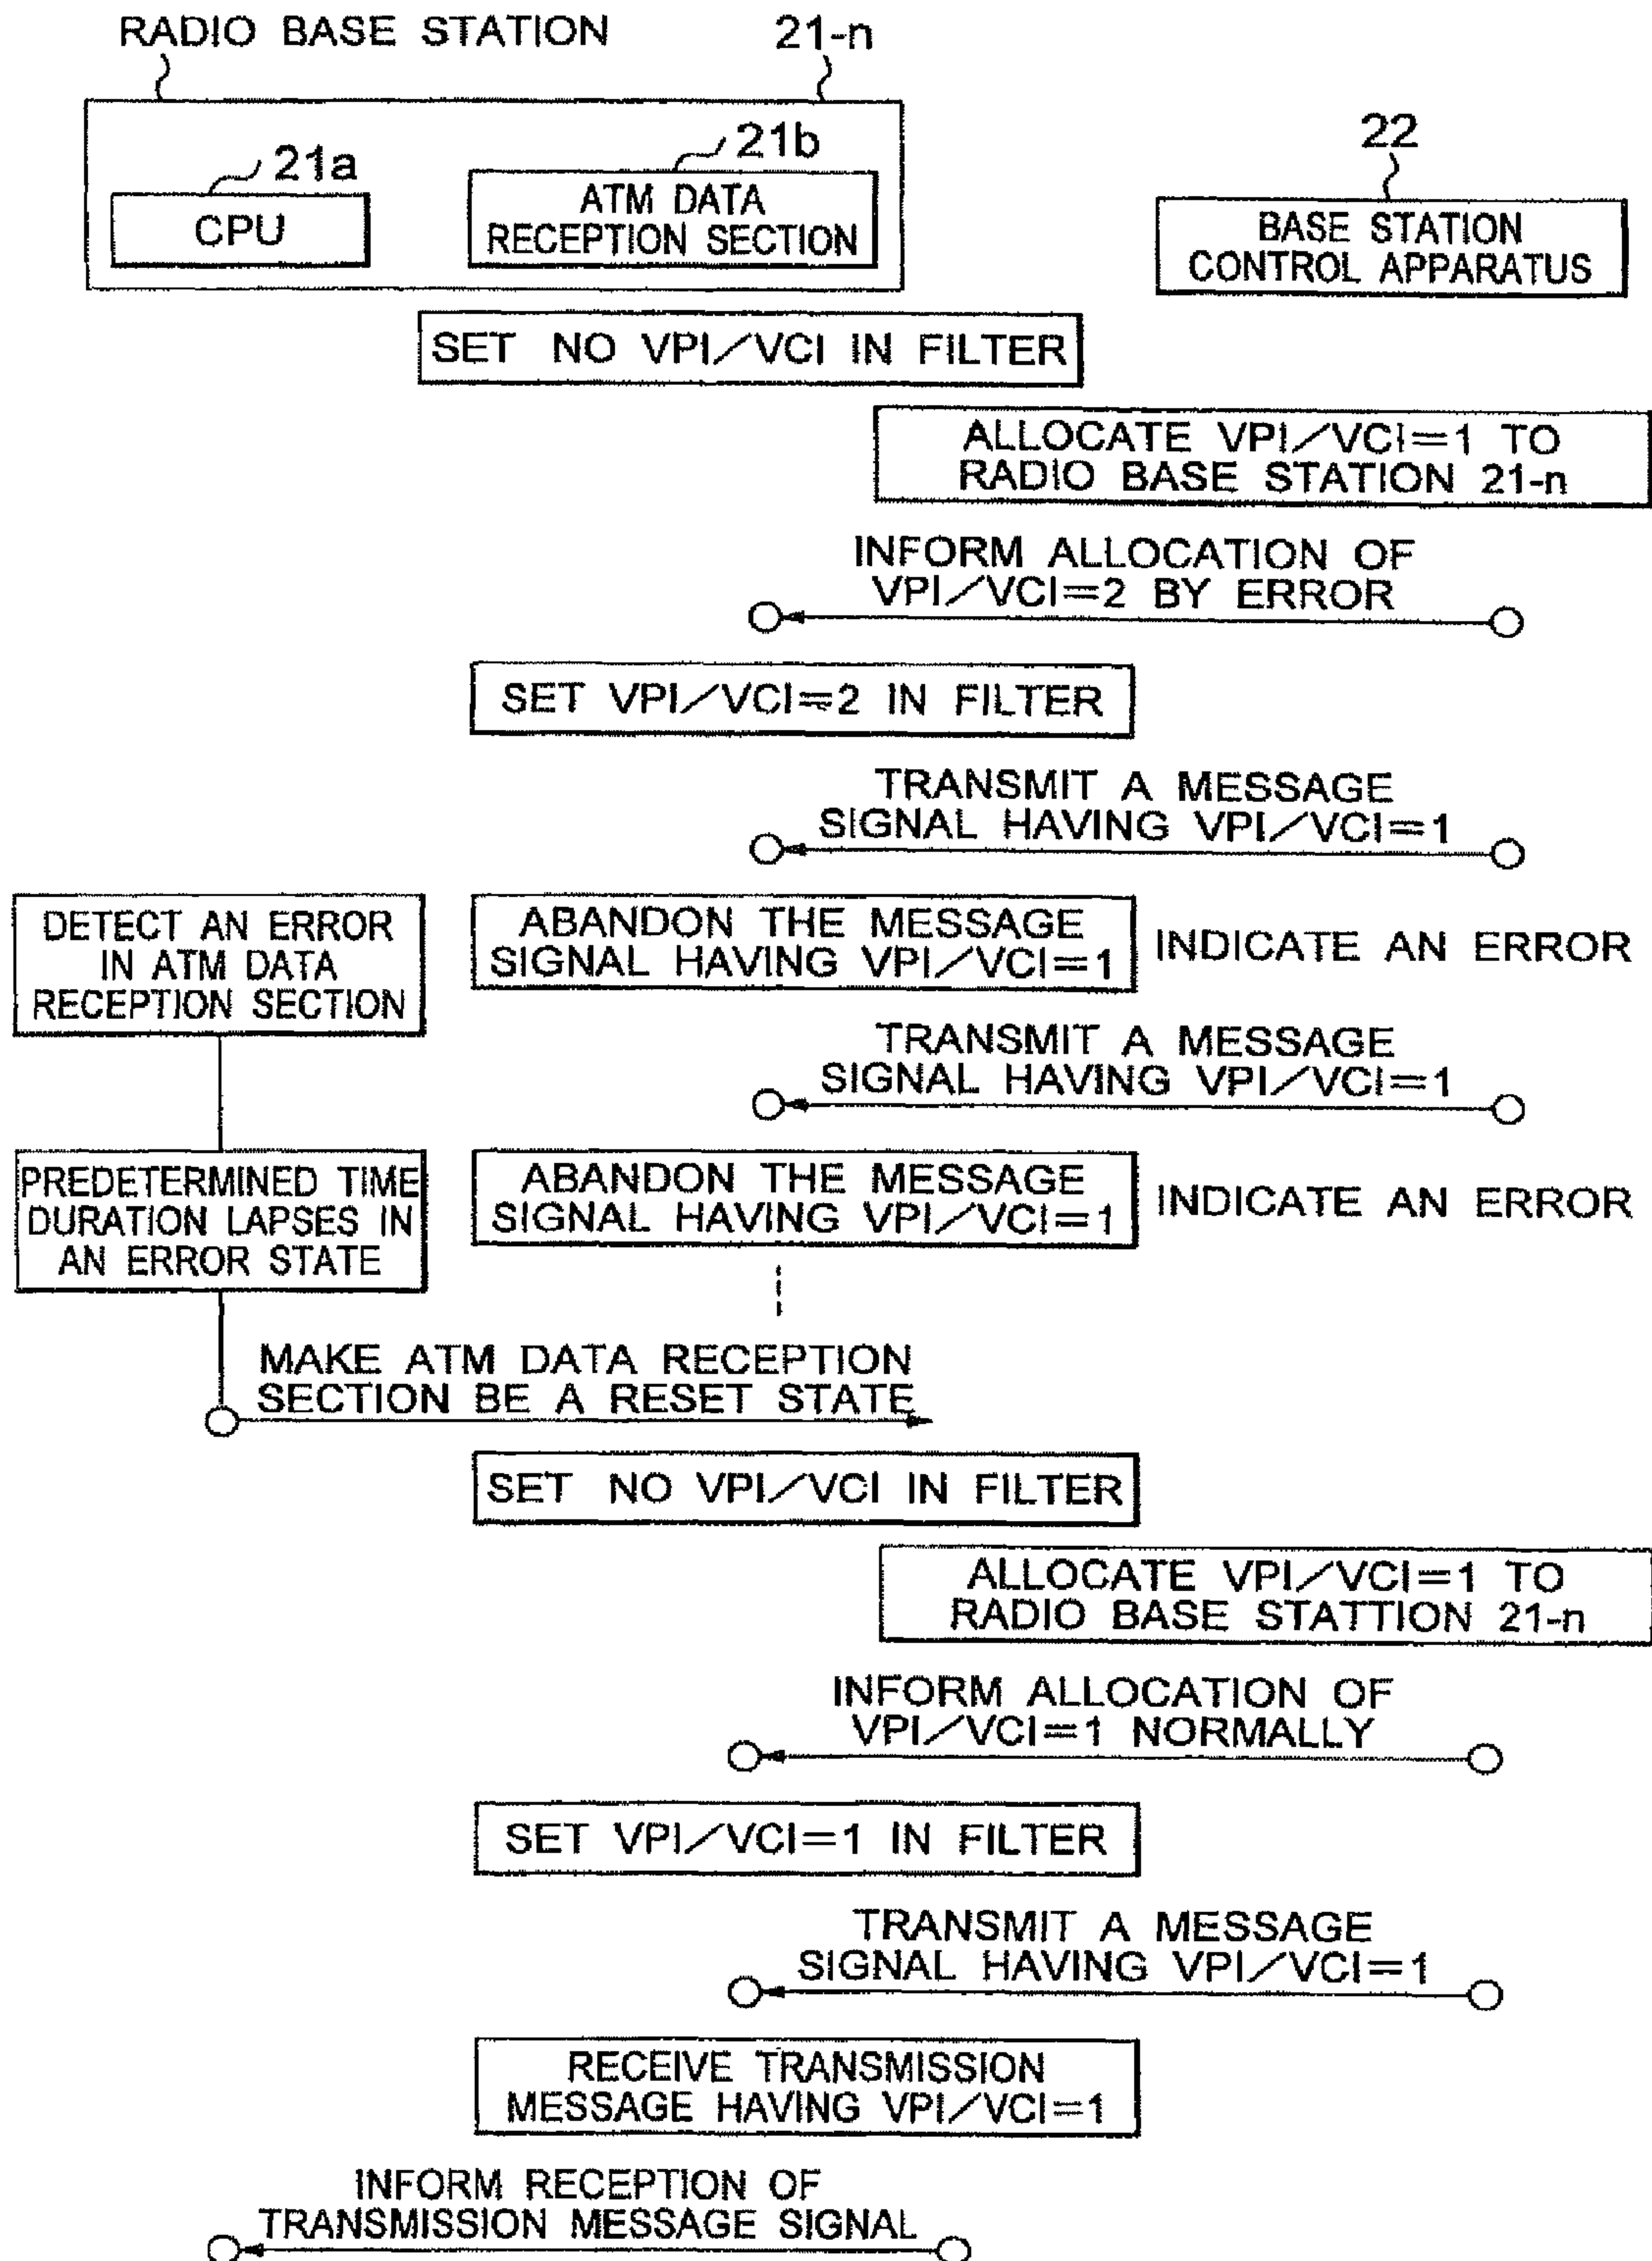 RADIO BASE STATION
21-n
21a
CPU
21b
ATM DATA
RECEPTION SECTION
22
BASE STATION
CONTROL APPARATUS
SET NO VPI/VCI IN FILTER
ALLOCATE VPI/VCI=1 TO
RADIO BASE STATION 21-n
INFORM ALLOCATION OF
VPI/VCI=2 BY ERROR
SET VPI/VCI=2 IN FILTER
TRANSMIT A MESSAGE
SIGNAL HAVING VPI/VCI=1
DETECT AN ERROR
IN ATM DATA
RECEPTION SECTION
ABANDON THE MESSAGE
SIGNAL HAVING VPI/VCI=1
INDICATE AN ERROR
TRANSMIT A MESSAGE
SIGNAL HAVING VPI/VCI=1
PREDETERMINED TIME
DURATION LAPSES IN
AN ERROR STATE
ABANDON THE MESSAGE
SIGNAL HAVING VPI/VCI=1
INDICATE AN ERROR
MAKE ATM DATA RECEPTION
SECTION BE A RESET STATE
SET NO VPI/VCI IN FILTER
ALLOCATE VPI/VCI=1 TO
RADIO BASE STATTION 21-n
INFORM ALLOCATION OF
VPI/VCI=1 NORMALLY
SET VPI/VCI=1 IN FILTER
TRANSMIT A MESSAGE
SIGNAL HAVING VPI/VCI=1
RECEIVE TRANSMISSION
MESSAGE HAVING VPI/VCI=1
INFORM RECEPTION OF
TRANSMISSION MESSAGE SIGNAL